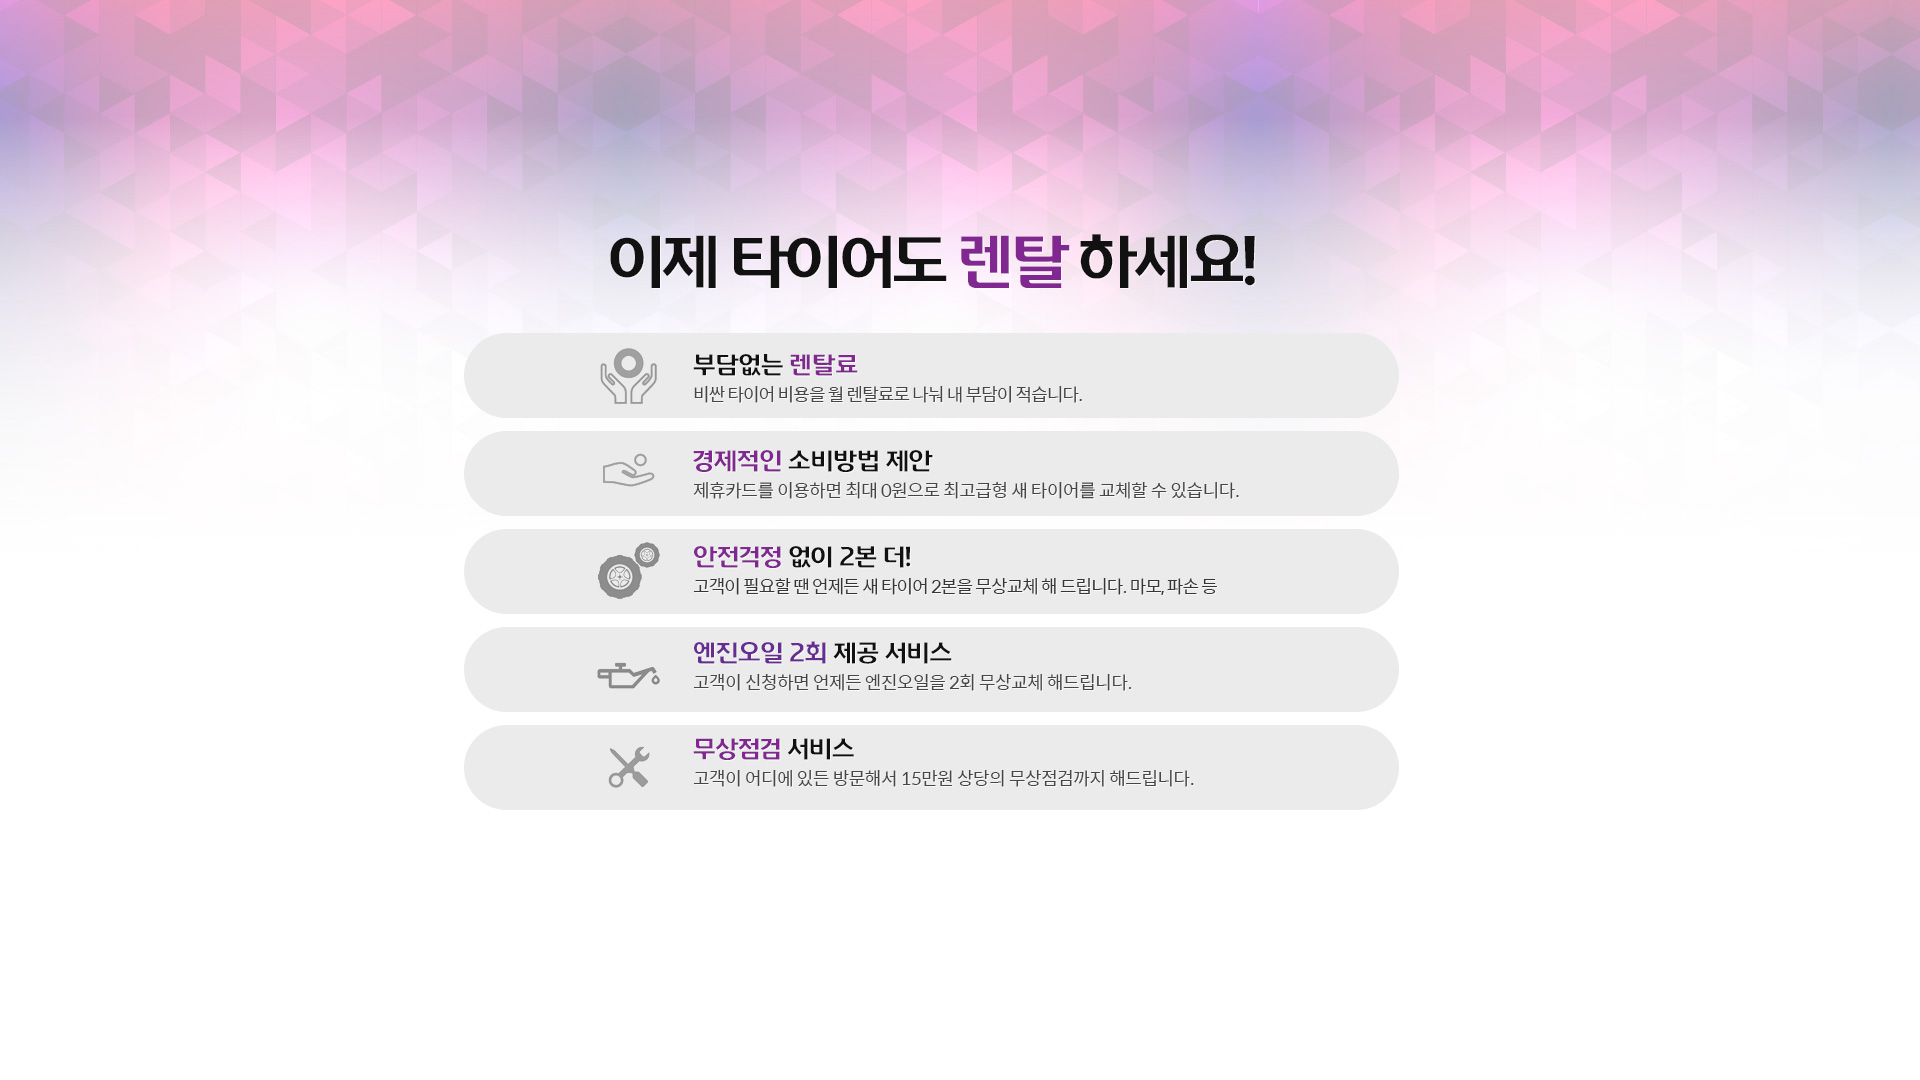 이제 타이어도 렌탈 하세요!
부담없는 렌탈료
비싼 타이어 비용을 월 렌탈료로 나눠 내 부담이 적습니다.
경제적인 소비방법 제안
제휴카드를 이용하면 최대 0원으로 최고급형 새 타이어를 교체할 수 있습니다.
안전걱정 없이 2본 더!
고객이 필요할 땐 언제든 새 타이어 2본을 무상교체 해 드립니다. 마모, 파손 등
엔진오일 2회 제공 서비스
고객이 신청하면 언제든 엔진오일을 2회 무상교체 해드립니다.
무상점검 서비스
고객이 어디에 있든 방문해서 15만원 상당의 무상점검까지 해드립니다.